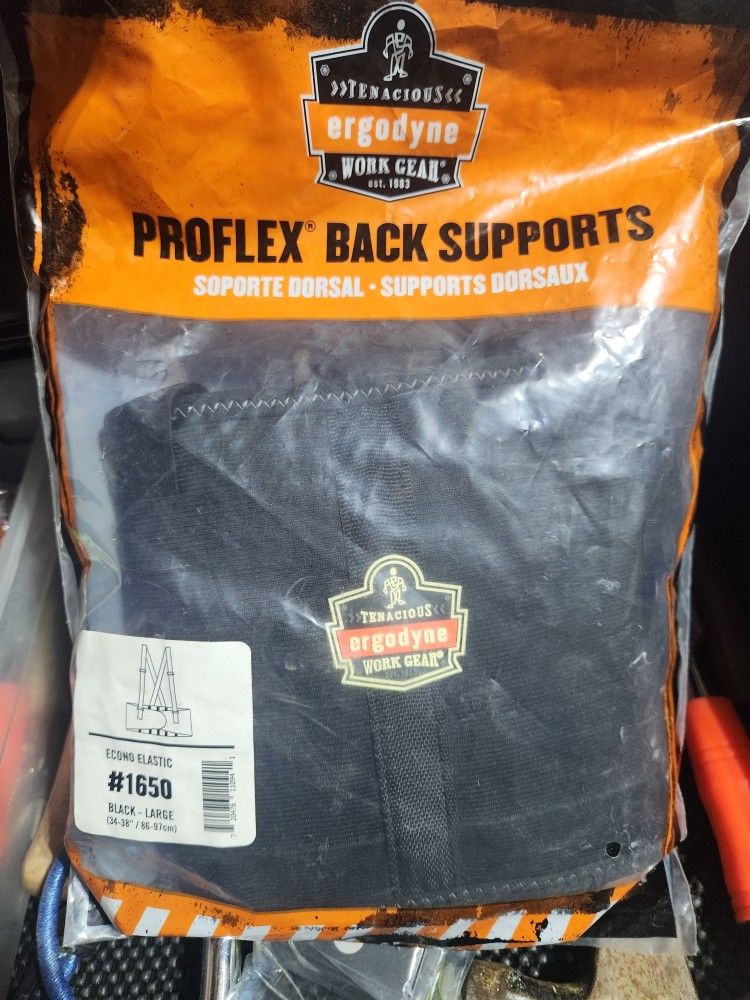 >>TENACIOUS<<
ergodyne
WORK GEAR®
est. 1983
PROFLEX® BACK SUPPORTS
SOPORTE DORSAL • SUPPORTS DORSAUX
>>TENACIOUS<<
ergodyne
WORK GEAR®
ECONO ELASTIC
#1650
BLACK - LARGE
(34-38" / 86-97cm)